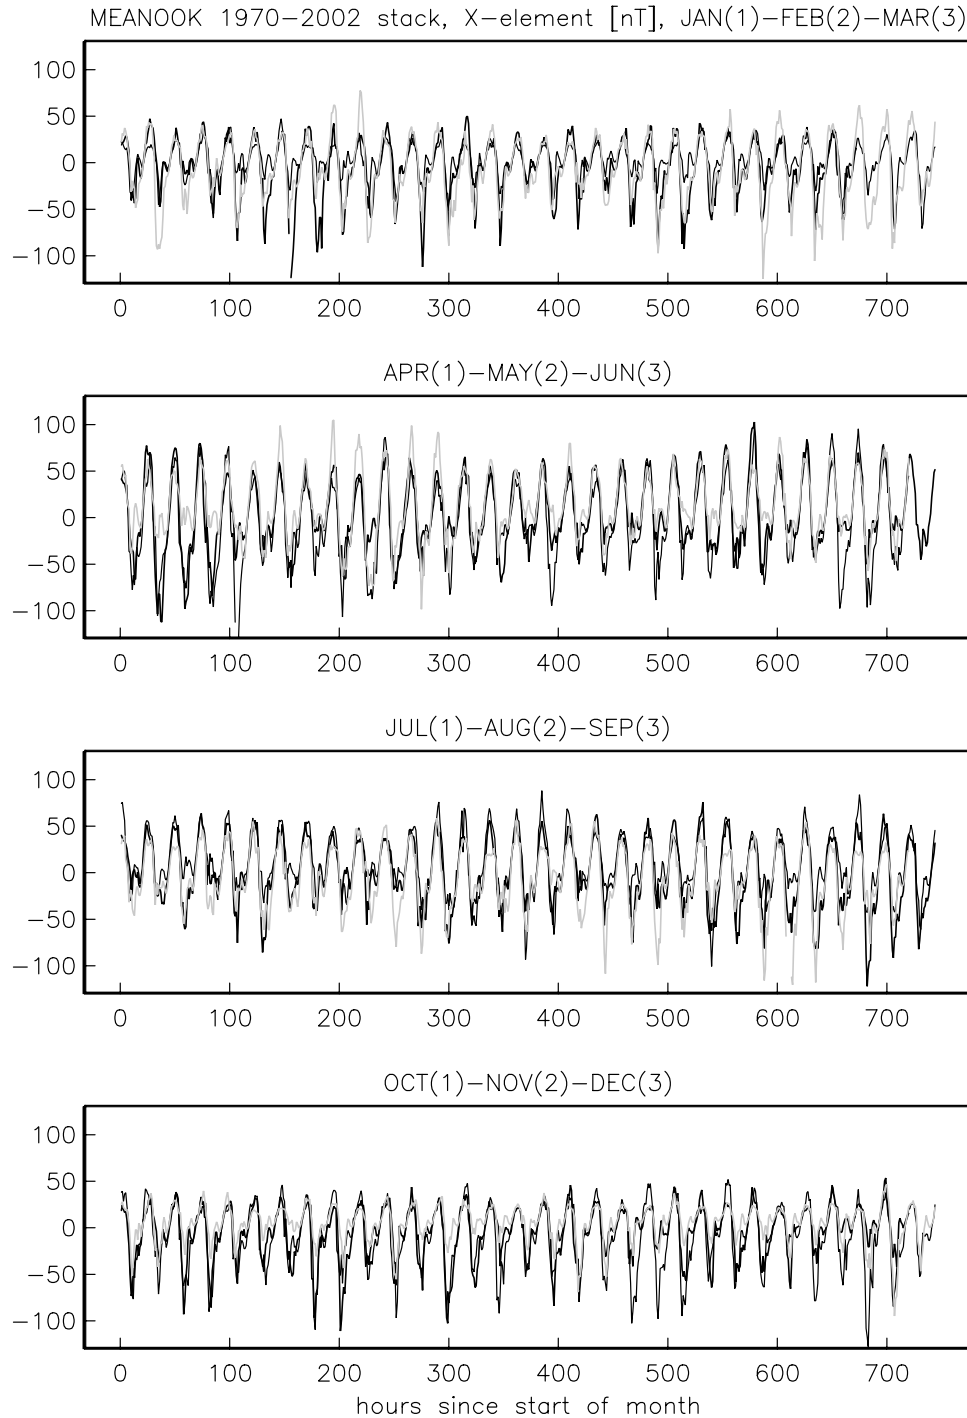 MEANOOK 1970−2002 stack, X−element [nT], JAN(1)−FEB(2)−MAR(3)
100
50
0
−50
−100
0 100 200 300 400 500 600 700
APR(1)−MAY(2)−JUN(3)
100
50
0
−50
−100
0 100 200 300 400 500 600 700
JUL(1)−AUG(2)−SEP(3)
100
50
0
−50
−100
0 100 200 300 400 500 600 700
OCT(1)−NOV(2)−DEC(3)
100
50
0
−50
−100
0 100 200 300 400 500 600 700
hours since start of month